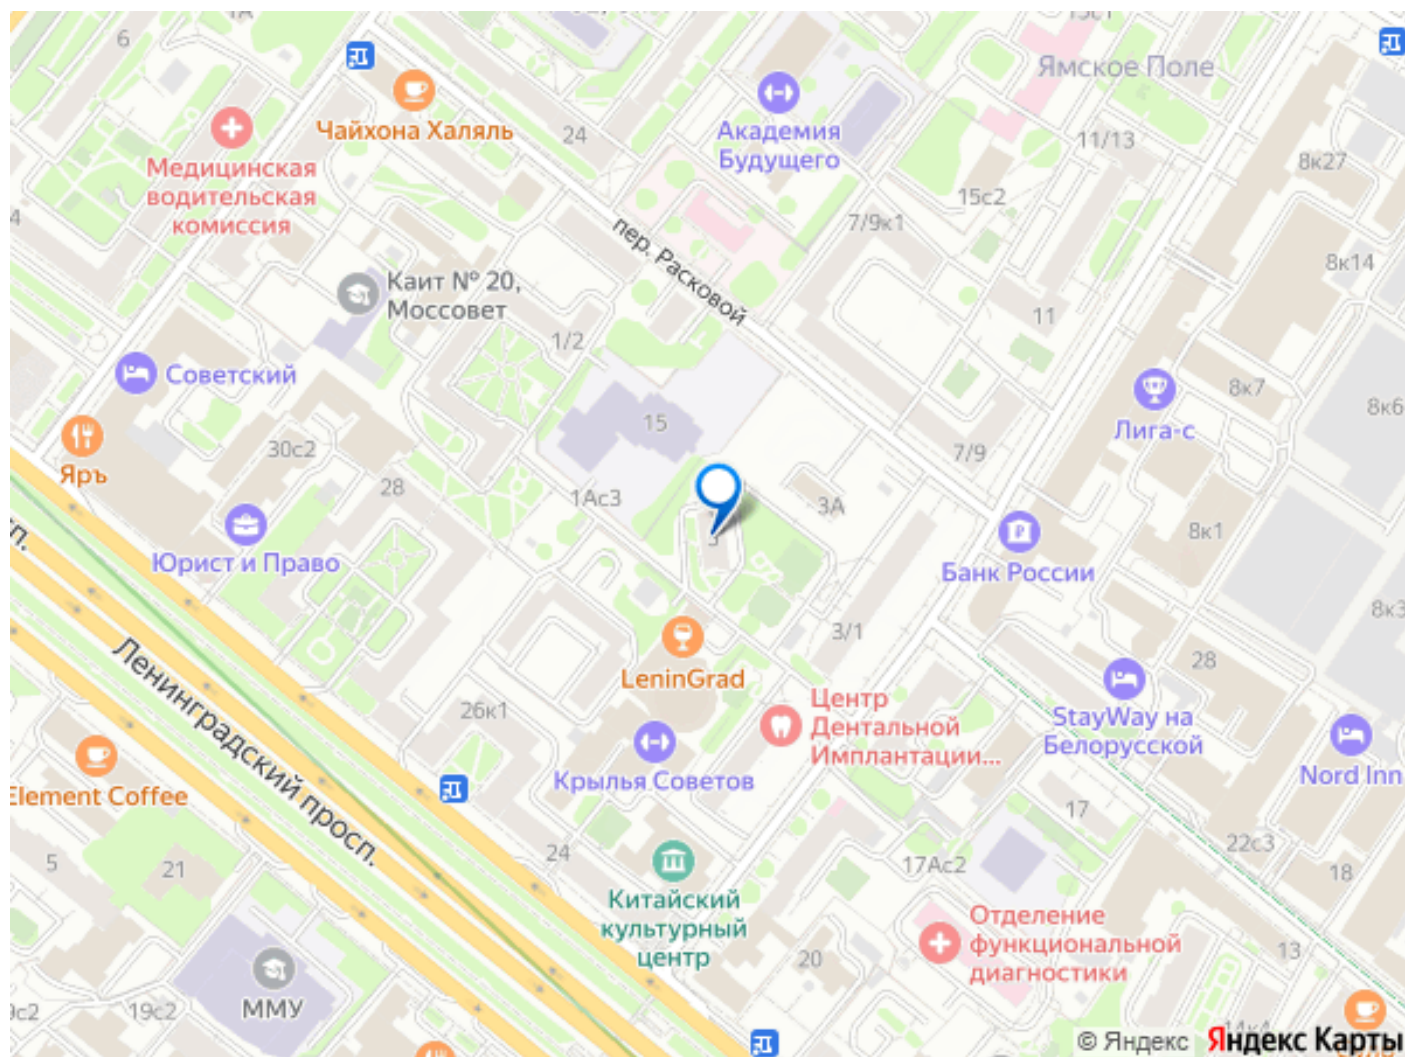 6
Чайхона Халяль
24
Медицинская
водительская
комиссия
Академия
Будущего
Ямское Поле
11/13
8к27
15с2
7/9к1
8к14
пер. Расковой
Каит № 20,
Моссовет
11
1/2
Советский
8к7
8к6
Лига-с
15
Яръ
30с2
7/9
28
1Ас3
3А
8к1
3
Юрист и Право
Банк России
8к3
3/1
28
LeninGrad
Ленинградский просп.
26к1
Центр
Дентальной
Имплантации...
StayWay на
Белорусской
Nord Inn
Крылья Советов
Element Coffee
17
22с3
5
21
24
17Ас2
18
Китайский
культурный
центр
Отделение
функциональной
диагностики
13
20
ММУ
19с2
© Яндекс Яндекс Карты